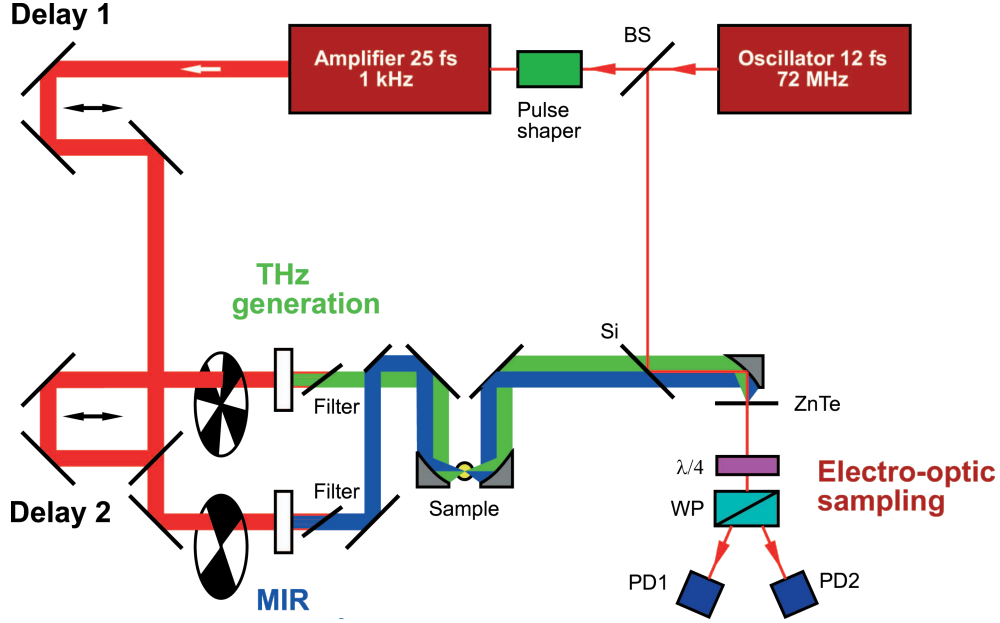 Delay 1
Amplifier 25 fs
1 kHz
Pulse
shaper
BS
Oscillator 12 fs
72 MHz
THz
generation
Filter
Si
ZnTe
Filter
Sample
λ/4
WP
Electro-optic
sampling
Delay 2
PD1
PD2
MIR